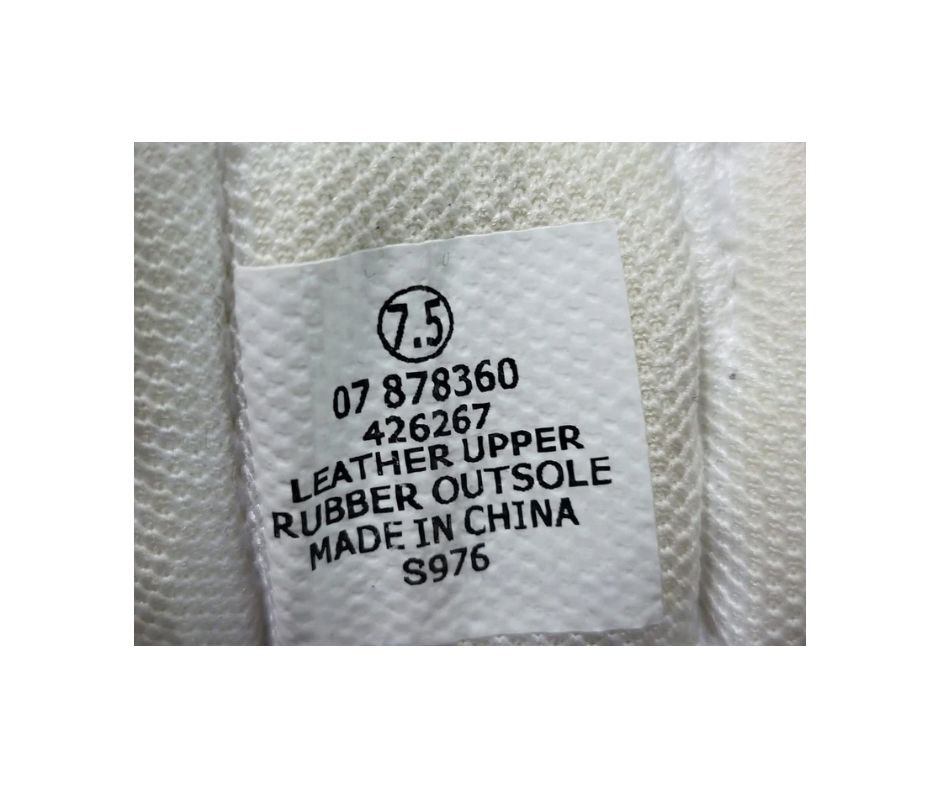 7.5
07 878360
426267
LEATHER UPPER
RUBBER OUTSOLE
MADE IN CHINA
S976